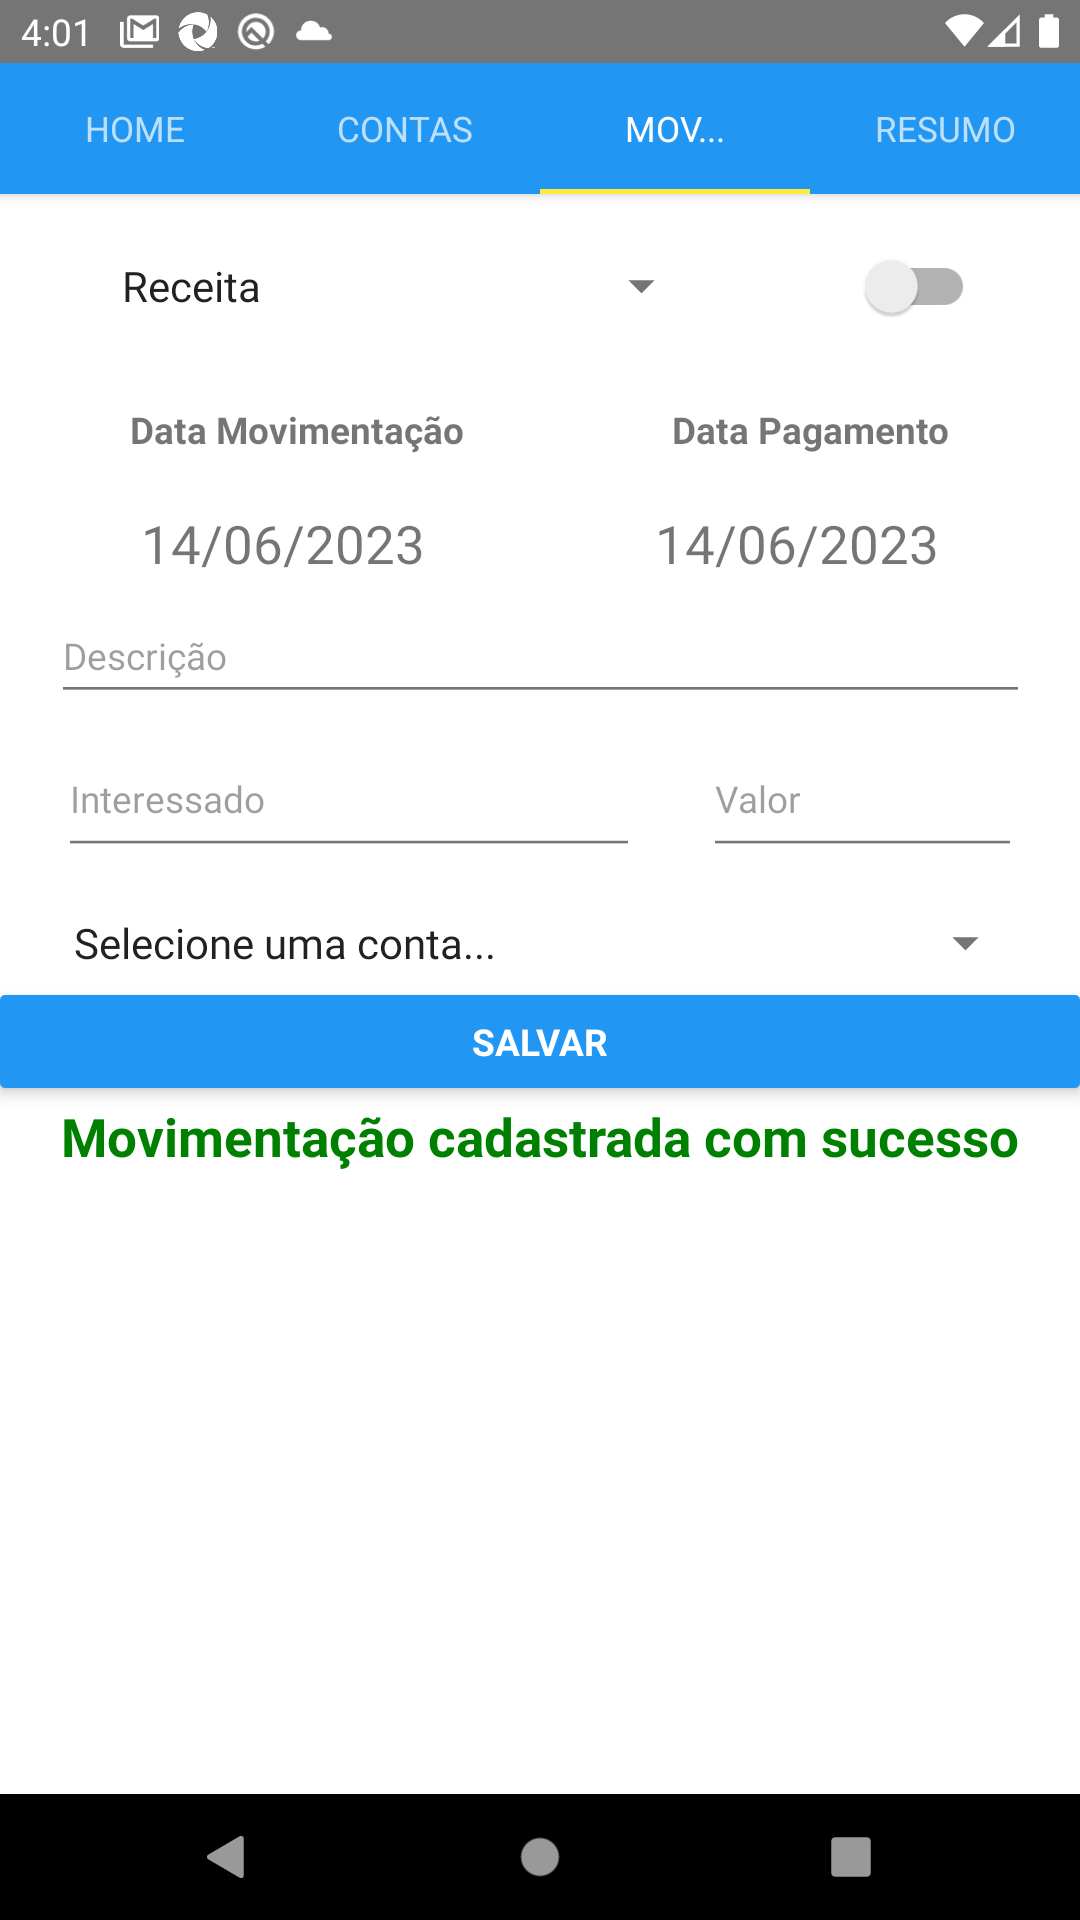 4:01
HOME CONTAS MOV... RESUMO
Receita
Data Movimentação Data Pagamento
14/06/2023 14/06/2023
Descrição
Interessado Valor
Selecione uma conta...
SALVAR
Movimentação cadastrada com sucesso